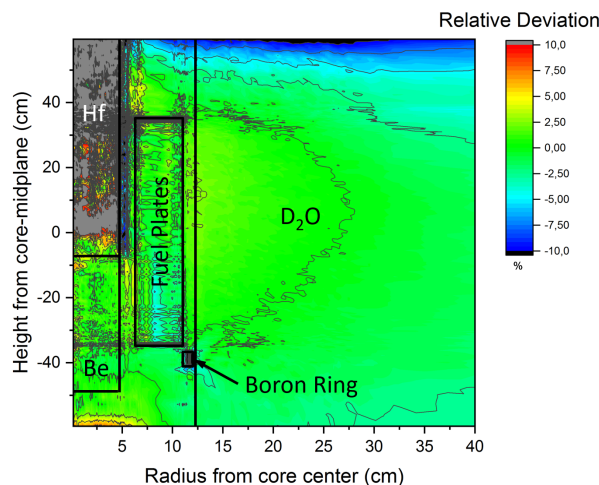 Relative Deviation
10,0
7,50
5,00
2,50
0,00
-2,50
-5,00
-7,50
-10,0
%
Height from core-midplane (cm)
40
20
0
-20
-40
Hf
Be
Fuel Plates
D₂O
Boron Ring
5
10
15
20
25
30
35
40
Radius from core center (cm)